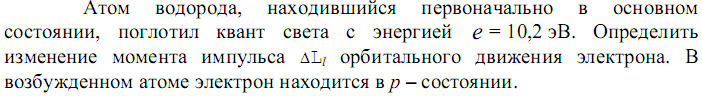 Атом водорода, находившийся первоначально в основном
состоянии, поглотил квант света с энергией e = 10,2 эВ. Определить
изменение момента импульса ΔLl орбитального движения электрона. В
возбужденном атоме электрон находится в p – состоянии.